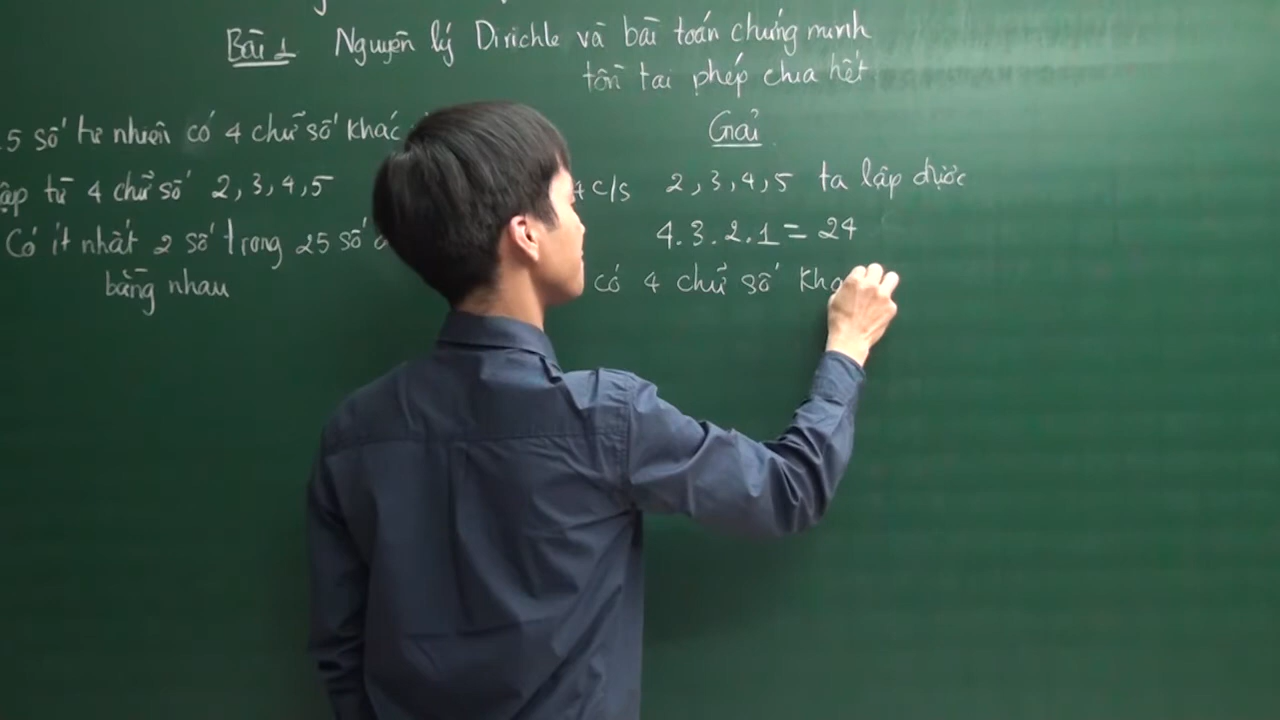 Bài 1 Nguyên lý Dirichle và bài toán chứng minh
tồn tại phép chia hết
5 số tự nhiên có 4 chữ số khác
lập từ 4 chữ số 2, 3, 4, 5
Có ít nhất 2 số trong 25 số
bằng nhau
Giải
4 c/s 2, 3, 4, 5 ta lập được
4.3.2.1 = 24
có 4 chữ số